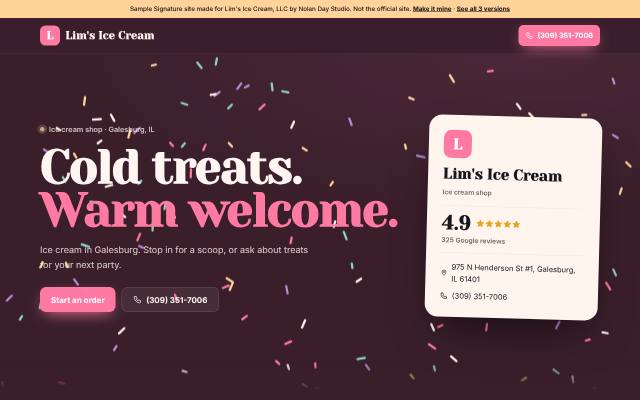 Sample Signature site made for Lim's Ice Cream, LLC by Nolan Day Studio. Not the official site. Make it mine · See all 3 versions
L Lim's Ice Cream
(309) 351-7006
Ice cream shop · Galesburg, IL
Cold treats.
Warm welcome.
Ice cream in Galesburg. Stop in for a scoop, or ask about treats
for your next party.
Start an order
(309) 351-7006
L
Lim's Ice Cream
Ice cream shop
4.9 ★★★★★
325 Google reviews
975 N Henderson St #1, Galesburg,
IL 61401
(309) 351-7006